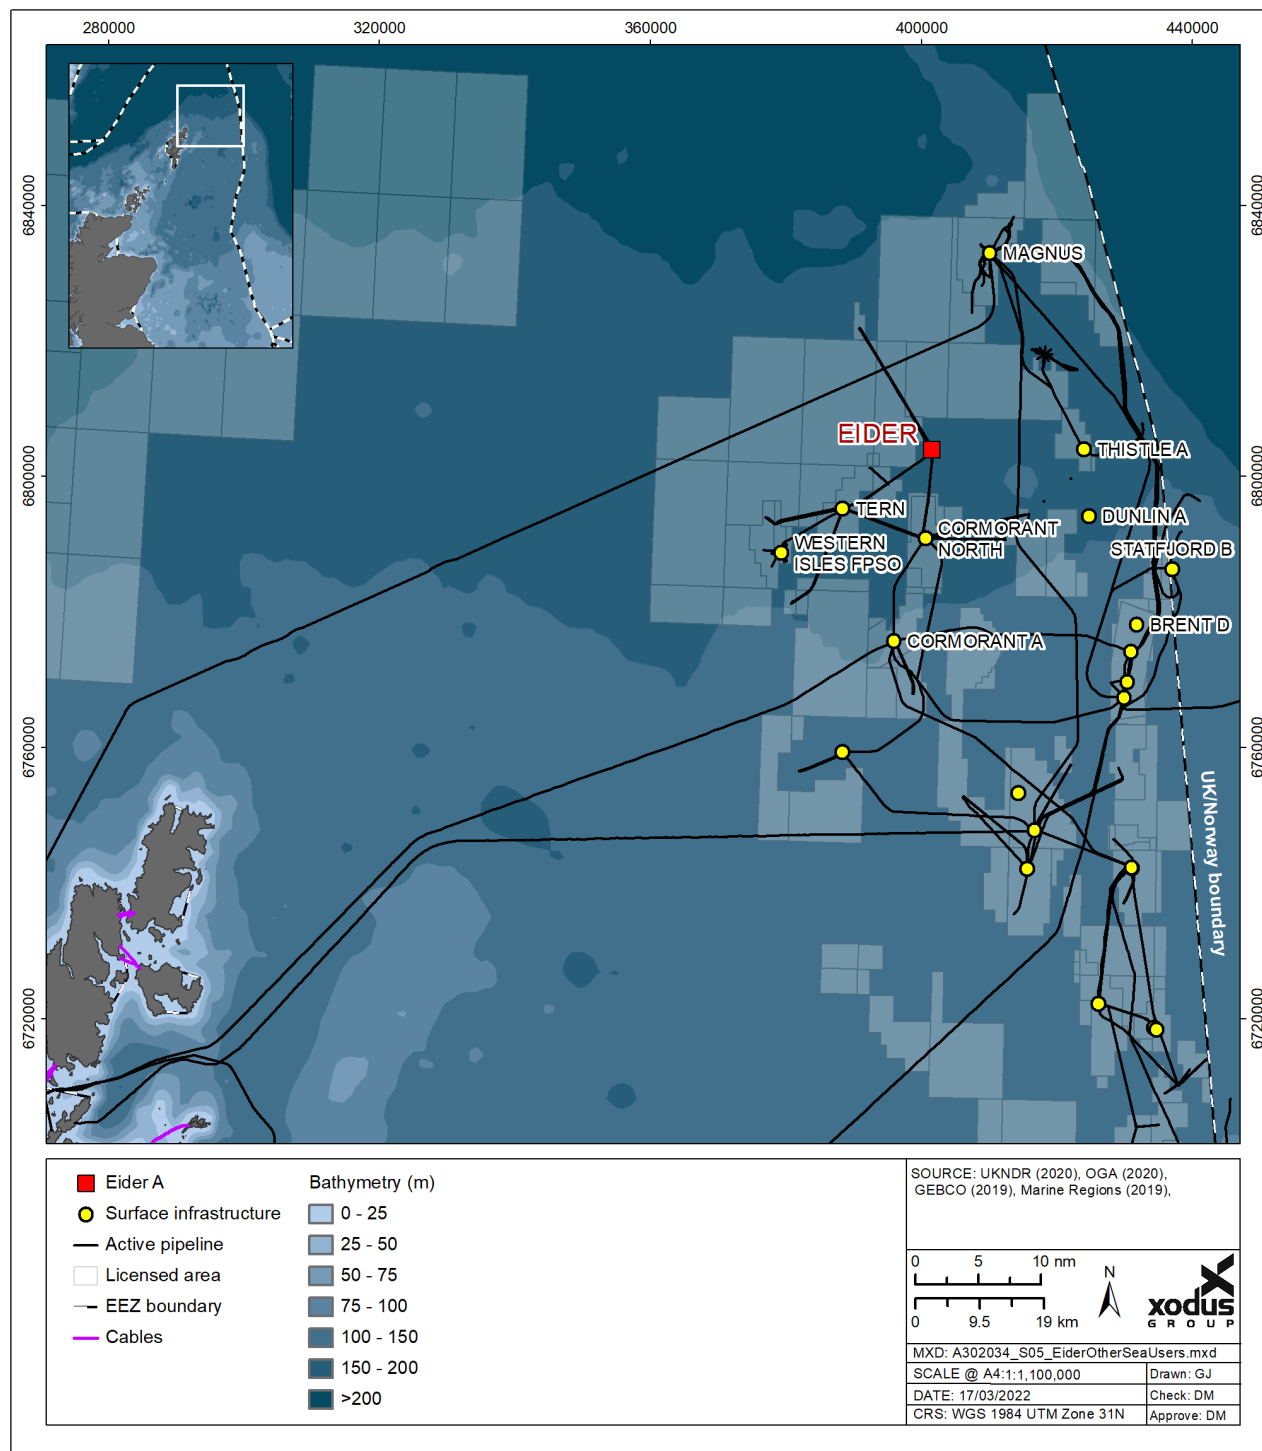 280000
320000
360000
400000
440000
6840000
6840000
6800000
6800000
6760000
6760000
6720000
6720000
MAGNUS
EIDER
THISTLE A
TERN
DUNLIN A
CORMORANT
NORTH
WESTERN
ISLES FPSO
STATFJORD B
BRENT D
CORMORANT A
UK/Norway boundary
Eider A
Surface infrastructure
Active pipeline
Licensed area
EEZ boundary
Cables
Bathymetry (m)
0 - 25
25 - 50
50 - 75
75 - 100
100 - 150
150 - 200
>200
SOURCE: UKNDR (2020), OGA (2020),
GEBCO (2019), Marine Regions (2019),
0 5 10 nm
0 9.5 19 km
N
xodus
GROUP
MXD: A302034_S05_EiderOtherSeaUsers.mxd
SCALE @ A4:1:1,100,000
Drawn: GJ
DATE: 17/03/2022
Check: DM
CRS: WGS 1984 UTM Zone 31N
Approve: DM